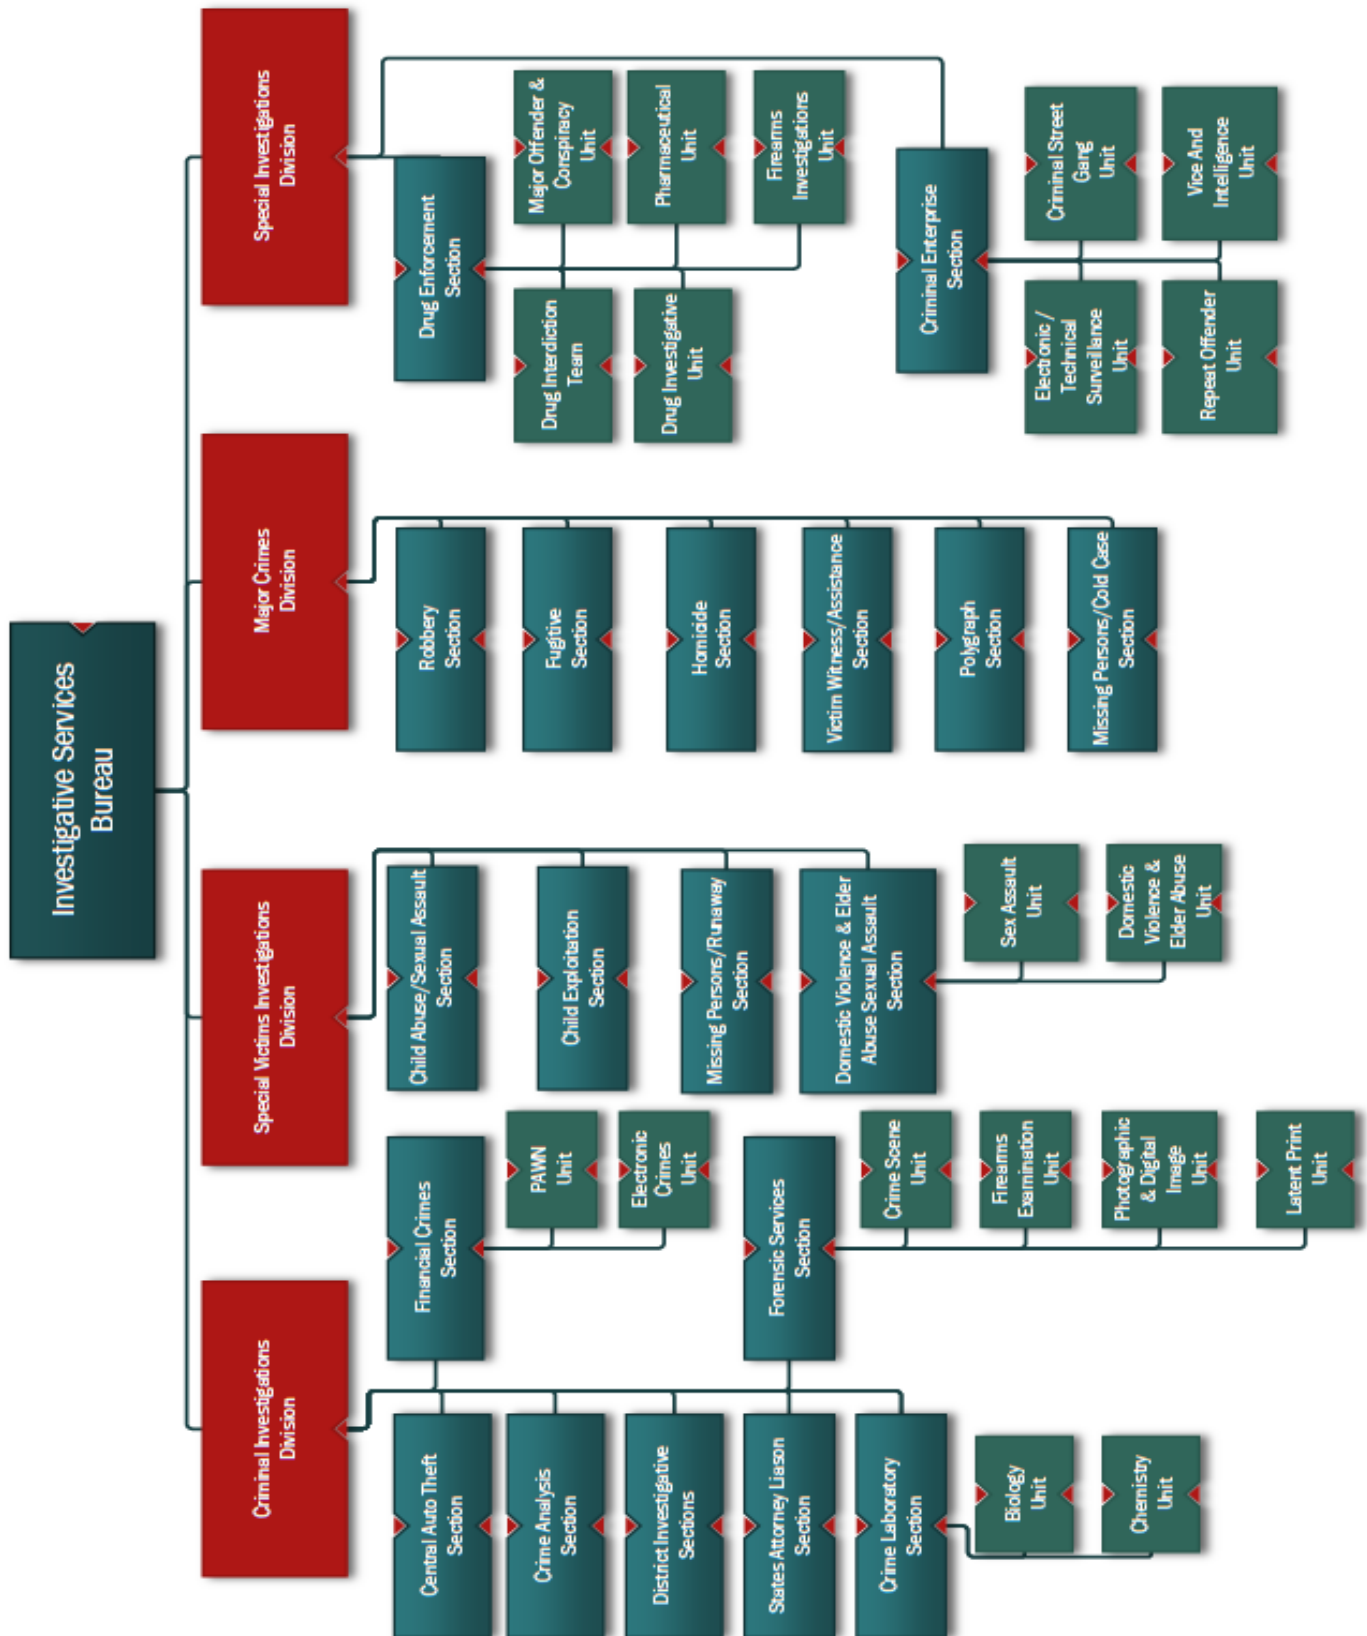 Investigative Services
Bureau
Criminal Investigations
Division
Central Auto Theft
Section
Crime Analysis
Section
District Investigative
Sections
States Attorney Liason
Section
Crime Laboratory
Section
Biology
Unit
Chemistry
Unit
Financial Crimes
Section
PAWN
Unit
Electronic
Crimes
Unit
Forensic Services
Section
Crime Scene
Unit
Firearms
Examination
Unit
Photographic
& Digital
Image
Unit
Latent Print
Unit
Special Victims Investigations
Division
Child Abuse/Sexual Assault
Section
Child Exploitation
Section
Missing Persons/Runaway
Section
Domestic Violence & Elder
Abuse Sexual Assault
Section
Sex Assault
Unit
Domestic
Violence &
Elder Abuse
Unit
Major Crimes
Division
Robbery
Section
Fugitive
Section
Homicide
Section
Victim Witness/Assistance
Section
Polygraph
Section
Missing Persons/Cold Case
Section
Special Investigations
Division
Drug Enforcement
Section
Drug Interdiction
Team
Major Offender &
Conspiracy
Unit
Drug Investigative
Unit
Pharmaceutical
Unit
Firearms
Investigations
Unit
Criminal Enterprise
Section
Electronic /
Technical
Surveillance
Unit
Criminal Street
Gang
Unit
Repeat Offender
Unit
Vice And
Intelligence
Unit